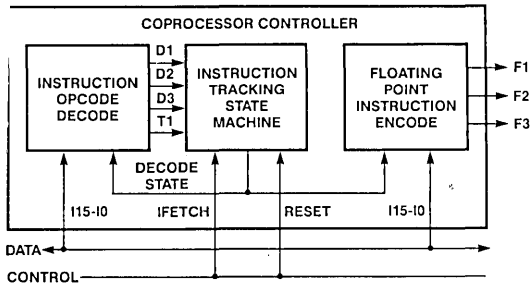 COPROCESSOR CONTROLLER
INSTRUCTION
OPCODE
DECODE
D1
D2
D3
T1
INSTRUCTION
TRACKING
STATE
MACHINE
FLOATING
POINT
INSTRUCTION
ENCODE
F1
F2
F3
DECODE
STATE
I15-I0
IFETCH
RESET
I15-I0
DATA
CONTROL